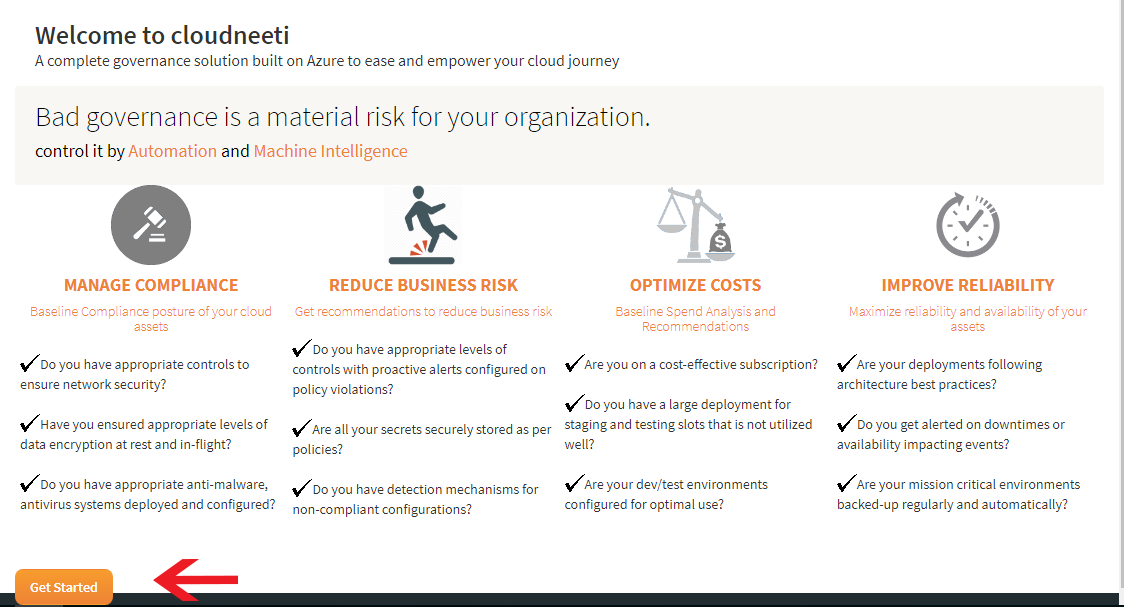 Welcome to cloudneeti
A complete governance solution built on Azure to ease and empower your cloud journey
Bad governance is a material risk for your organization.
control it by Automation and Machine Intelligence
MANAGE COMPLIANCE
Baseline Compliance posture of your cloud
assets
Do you have appropriate controls to
ensure network security?
Have you ensured appropriate levels of
data encryption at rest and in-flight?
Do you have appropriate anti-malware,
antivirus systems deployed and configured?
REDUCE BUSINESS RISK
Get recommendations to reduce business risk
Do you have appropriate levels of
controls with proactive alerts configured on
policy violations?
Are all your secrets securely stored as per
policies?
Do you have detection mechanisms for
non-compliant configurations?
$
OPTIMIZE COSTS
Baseline Spend Analysis and
Recommendations
Are you on a cost-effective subscription?
Do you have a large deployment for
staging and testing slots that is not utilized
well?
Are your dev/test environments
configured for optimal use?
IMPROVE RELIABILITY
Maximize reliability and availability of your
assets
Are your deployments following
architecture best practices?
Do you get alerted on downtimes or
availability impacting events?
Are your mission critical environments
backed-up regularly and automatically?
Get Started